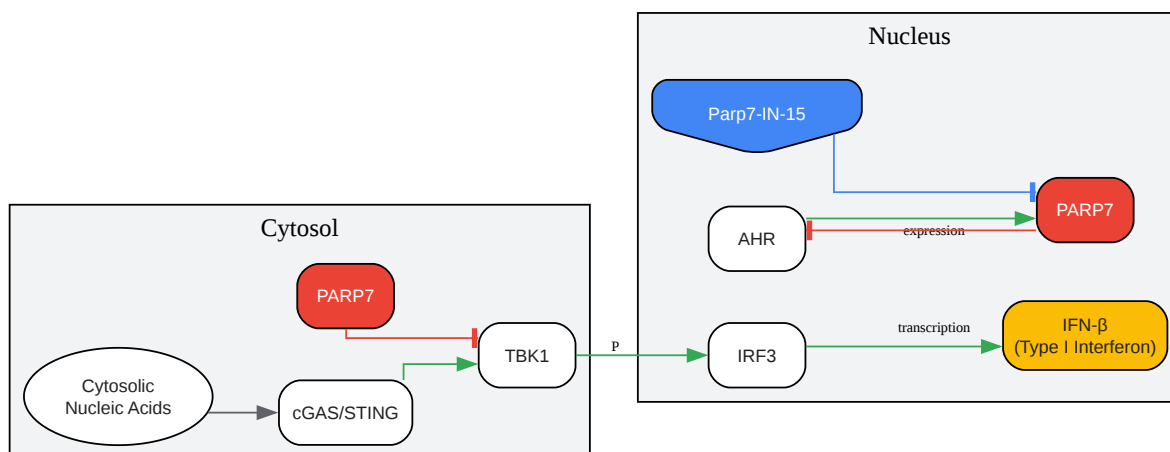 Nucleus
Parp7-IN-15
PARP7
AHR
expression
Cytosol
PARP7
TBK1
P
IRF3
transcription
IFN-β
(Type I Interferon)
Cytosolic
Nucleic Acids
cGAS/STING